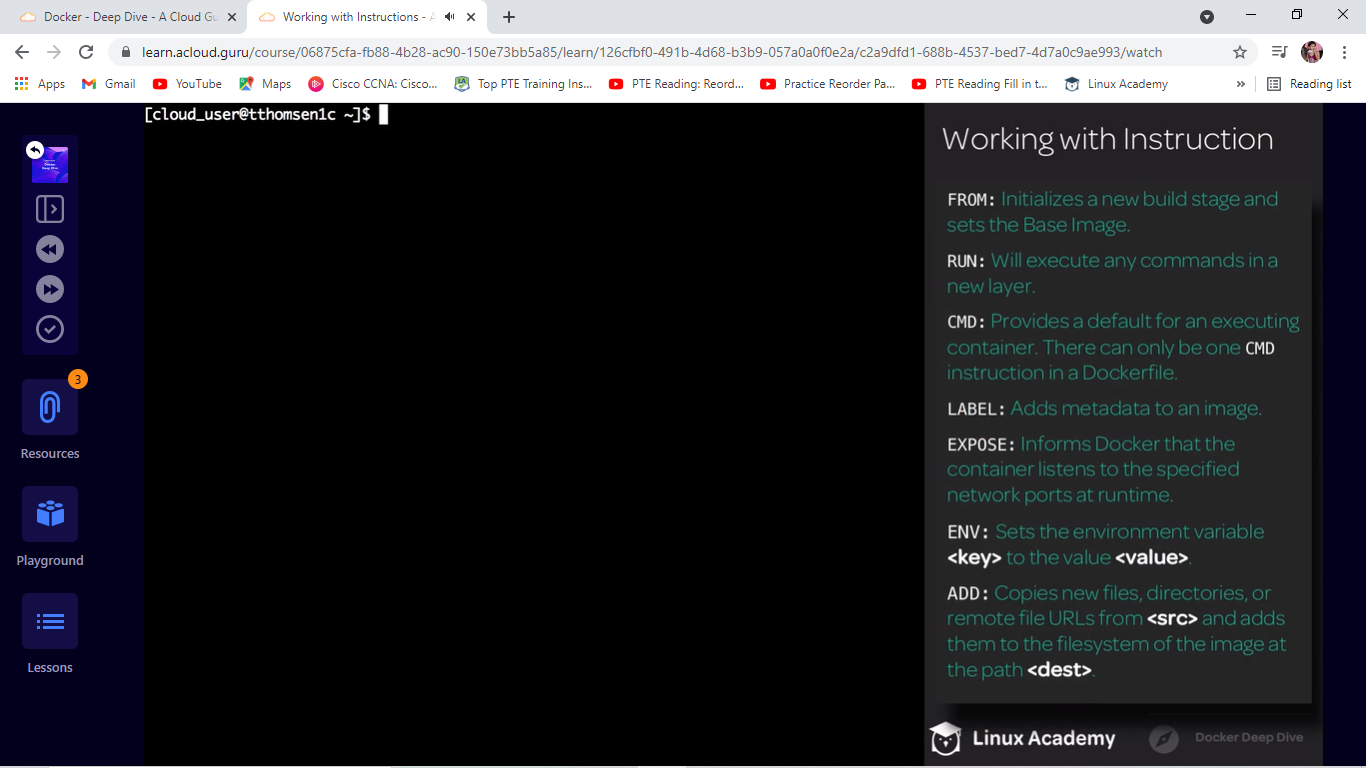 Docker - Deep Dive - A Cloud Gu
Working with Instructions - A
learn.acloud.guru/course/06875cfa-fb88-4b28-ac90-150e73bb5a85/learn/126cfbf0-491b-4d68-b3b9-057a0a0f0e2a/c2a9dfd1-688b-4537-bed7-4d7a0c9ae993/watch
Apps
Gmail
YouTube
Maps
Cisco CCNA: Cisco...
Top PTE Training Ins...
PTE Reading: Reord...
Practice Reorder Pa...
PTE Reading Fill in t...
Linux Academy
»
Reading list
[cloud_user@tthomsen1c ~]$
Docker
Deep Dive
3
Resources
Playground
Lessons
Working with Instruction
FROM: Initializes a new build stage and
sets the Base Image.
RUN: Will execute any commands in a
new layer.
CMD: Provides a default for an executing
container. There can only be one CMD
instruction in a Dockerfile.
LABEL: Adds metadata to an image.
EXPOSE: Informs Docker that the
container listens to the specified
network ports at runtime.
ENV: Sets the environment variable
<key> to the value <value>.
ADD: Copies new files, directories, or
remote file URLs from <src> and adds
them to the filesystem of the image at
the path <dest>.
Linux Academy
Docker Deep Dive